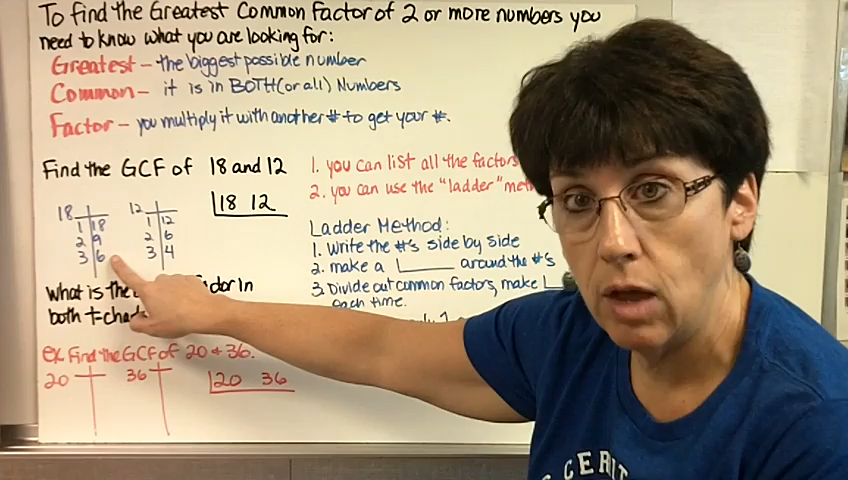 To find the Greatest Common Factor of 2 or more numbers you
need to know what you are looking for:
Greatest - the biggest possible number
Common - it is in BOTH (or all) Numbers
Factor - you multiply it with another # to get your #.
Find the GCF of 18 and 12
1. you can list all the factors
2. you can use the "ladder"
18
1 18
2 9
3 6
12
1 12
2 6
3 4
18 12
Ladder Method:
1. Write the #'s side by side
2. make a L____ around the #'s
3. Divide out common factors, make L
each time.
What is the in
both t-
ex. Find the GCF of 20 + 36.
20
36
20 36
CERRIT